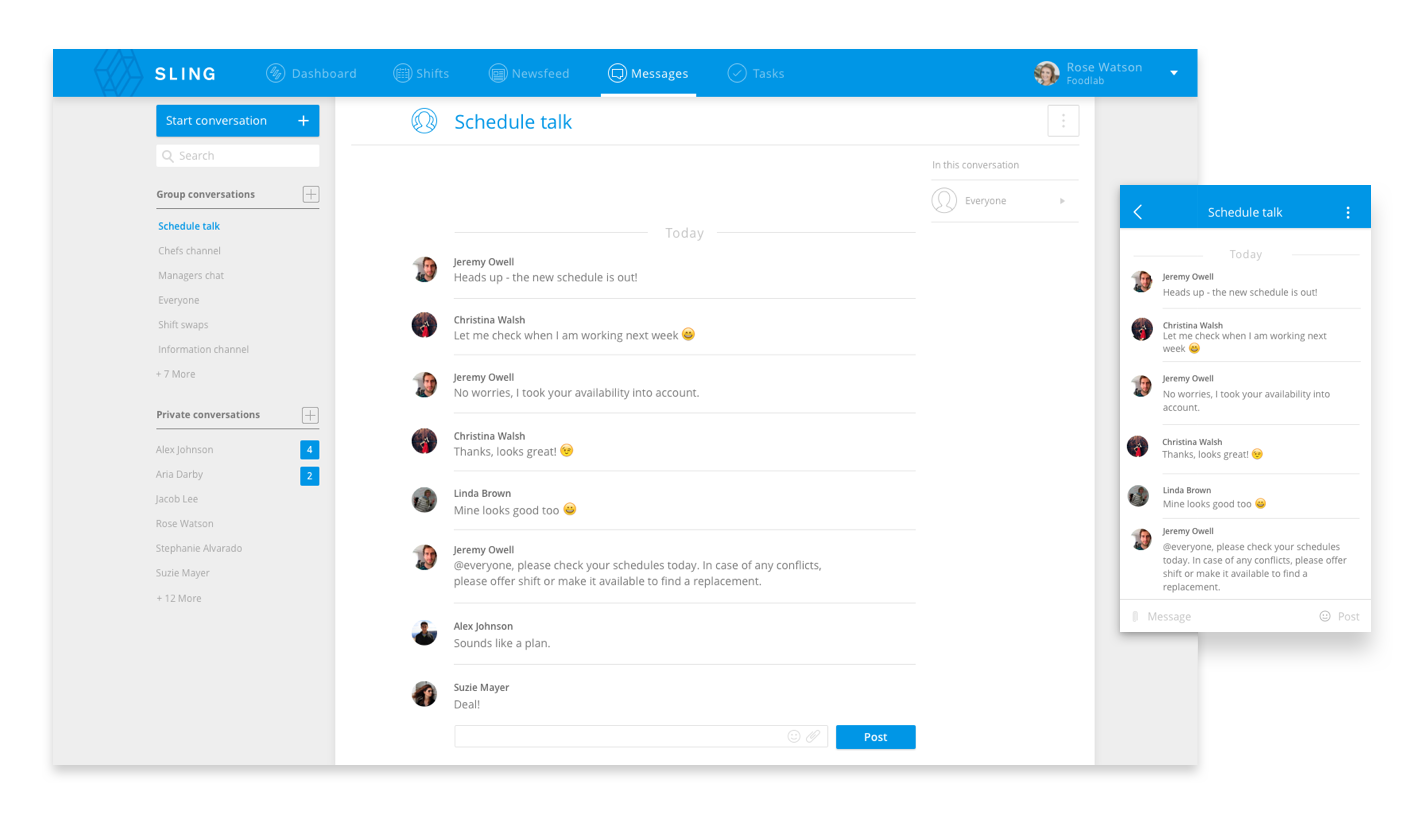 SLING
Dashboard
Shifts
Newsfeed
Messages
Tasks
Rose Watson
Foodlab
Start conversation +
Search
Group conversations
Schedule talk
Chefs channel
Managers chat
Everyone
Shift swaps
Information channel
+ 7 More
Private conversations
Alex Johnson 4
Aria Darby 2
Jacob Lee
Rose Watson
Stephanie Alvarado
Suzie Mayer
+ 12 More
Schedule talk
In this conversation
Everyone
Today
Jeremy Owell
Heads up - the new schedule is out!
Christina Walsh
Let me check when I am working next week 😀
Jeremy Owell
No worries, I took your availability into account.
Christina Walsh
Thanks, looks great! 😉
Linda Brown
Mine looks good too 😀
Jeremy Owell
@everyone, please check your schedules today. In case of any conflicts,
please offer shift or make it available to find a replacement.
Alex Johnson
Sounds like a plan.
Suzie Mayer
Deal!
Post
Schedule talk
Today
Jeremy Owell
Heads up - the new schedule is out!
Christina Walsh
Let me check when I am working next
week 😀
Jeremy Owell
No worries, I took your availability into
account.
Christina Walsh
Thanks, looks great! 😉
Linda Brown
Mine looks good too 😀
Jeremy Owell
@everyone, please check your schedules
today. In case of any conflicts, please offer
shift or make it available to find a
replacement.
Message
Post